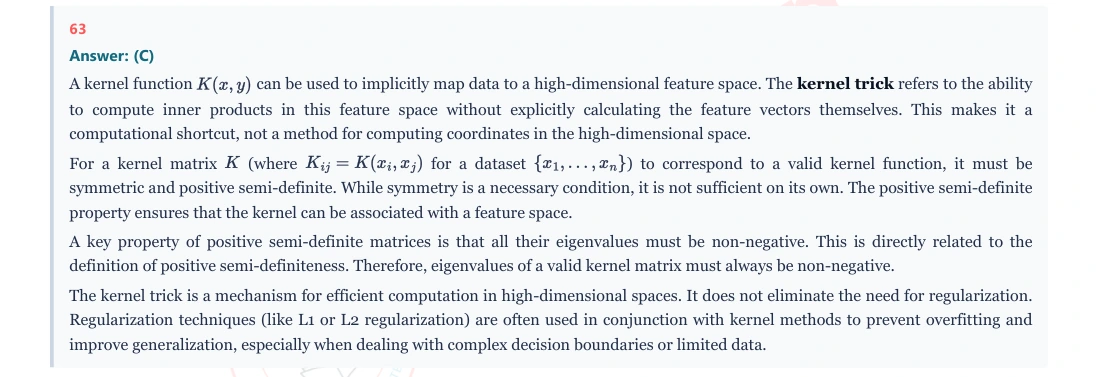 63
Answer: (C)
A kernel function K(x, y) can be used to implicitly map data to a high-dimensional feature space. The kernel trick refers to the ability
to compute inner products in this feature space without explicitly calculating the feature vectors themselves. This makes it a
computational shortcut, not a method for computing coordinates in the high-dimensional space.
For a kernel matrix K (where K_ij = K(x_i, x_j) for a dataset {x_1, . . . , x_n}) to correspond to a valid kernel function, it must be
symmetric and positive semi-definite. While symmetry is a necessary condition, it is not sufficient on its own. The positive semi-definite
property ensures that the kernel can be associated with a feature space.
A key property of positive semi-definite matrices is that all their eigenvalues must be non-negative. This is directly related to the
definition of positive semi-definiteness. Therefore, eigenvalues of a valid kernel matrix must always be non-negative.
The kernel trick is a mechanism for efficient computation in high-dimensional spaces. It does not eliminate the need for regularization.
Regularization techniques (like L1 or L2 regularization) are often used in conjunction with kernel methods to prevent overfitting and
improve generalization, especially when dealing with complex decision boundaries or limited data.